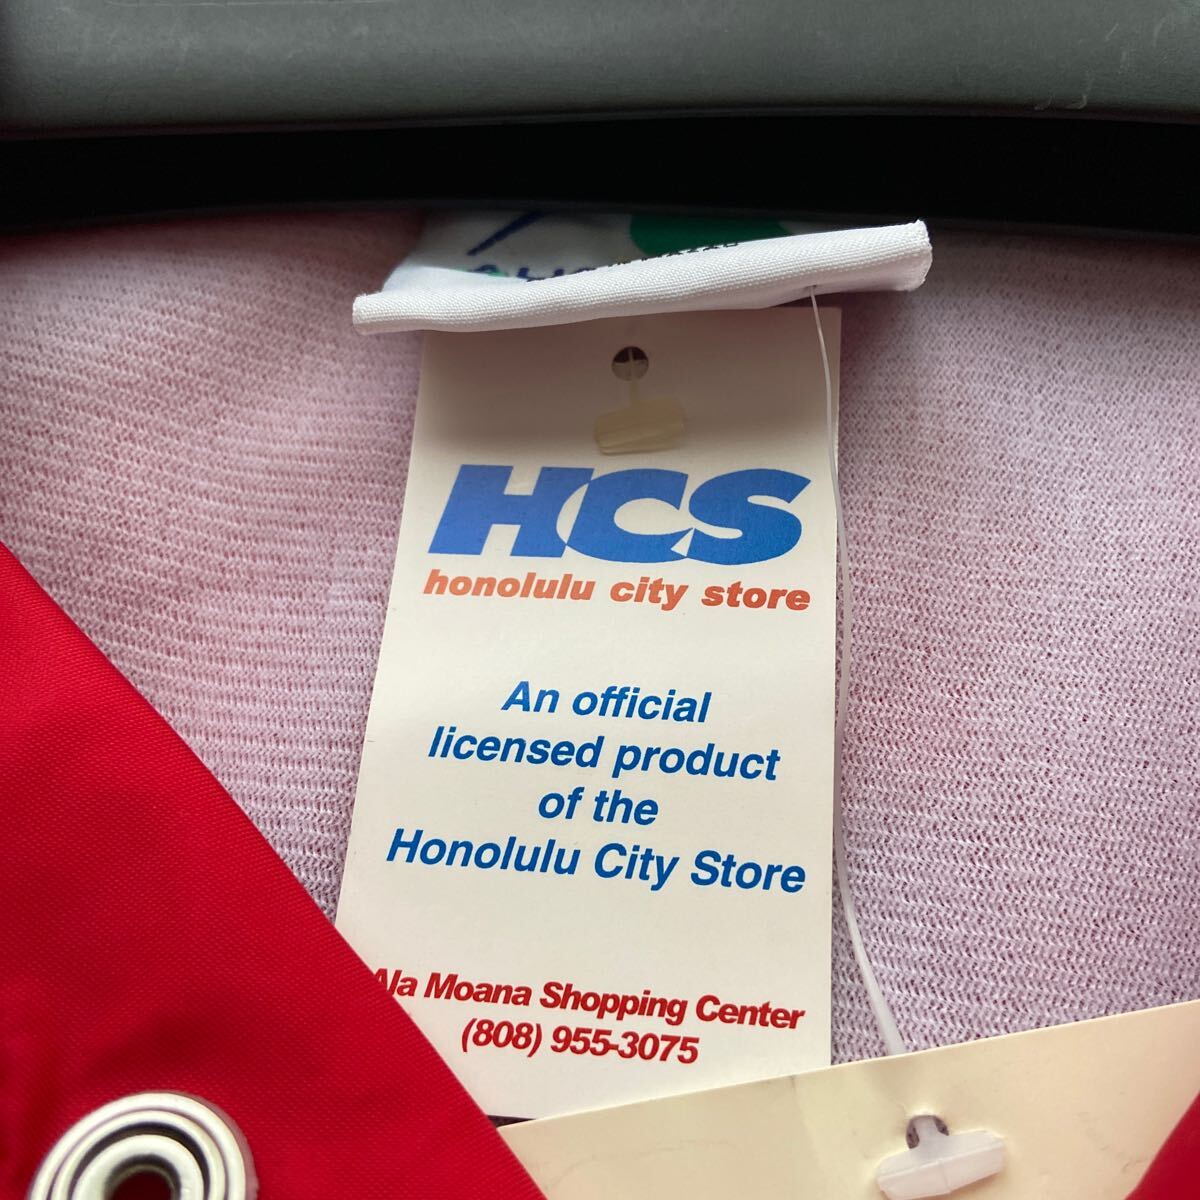 HCS
honolulu city store
An official
licensed product
of the
Honolulu City Store
Ala Moana Shopping Center
(808) 955-3075